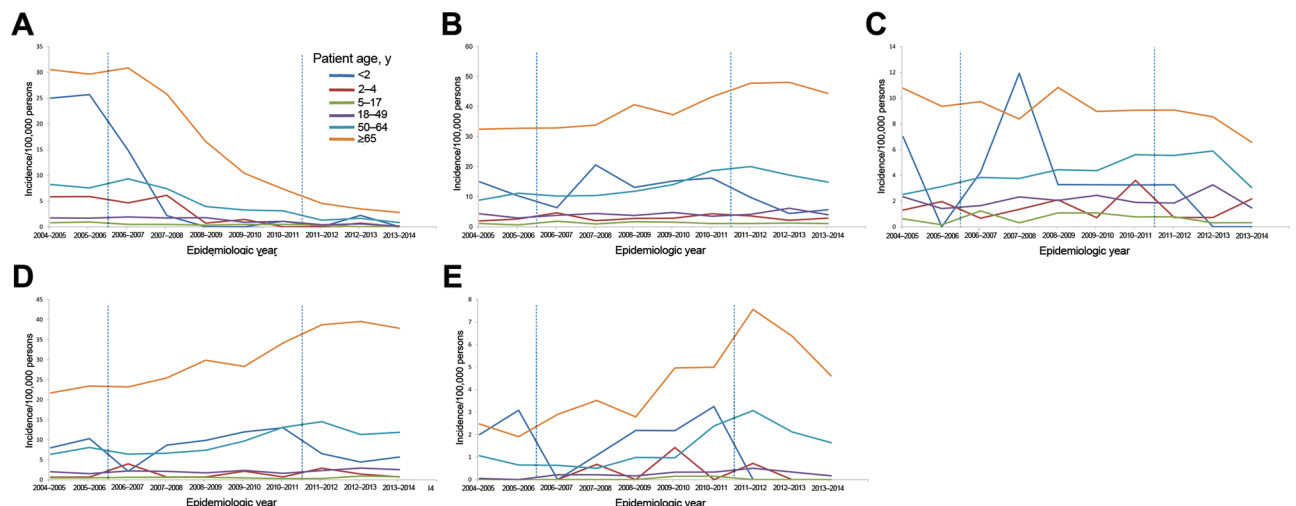 A
Incidence/100,000 persons
35
30
25
20
15
10
5
0
2004–2005 2005–2006 2006–2007 2007–2008 2008–2009 2009–2010 2010–2011 2011–2012 2012–2013 2013–2014
Epidemiologic year
Patient age, y
<2
2–4
5–17
18–49
50–64
≥65
B
Incidence/100,000 persons
60
50
40
30
20
10
0
2004–2005 2005–2006 2006–2007 2007–2008 2008–2009 2009–2010 2010–2011 2011–2012 2012–2013 2013–2014
Epidemiologic year
C
Incidence/100,000 persons
14
12
10
8
6
4
2
0
2004–2005 2005–2006 2006–2007 2007–2008 2008–2009 2009–2010 2010–2011 2011–2012 2012–2013 2013–2014
Epidemiologic year
D
Incidence/100,000 persons
45
40
35
30
25
20
15
10
5
0
2004–2005 2005–2006 2006–2007 2007–2008 2008–2009 2009–2010 2010–2011 2011–2012 2012–2013 2013–2014 14
Epidemiologic year
E
Incidence/100,000 persons
8
7
6
5
4
3
2
1
0
2004–2005 2005–2006 2006–2007 2007–2008 2008–2009 2009–2010 2010–2011 2011–2012 2012–2013 2013–2014
Epidemiologic year